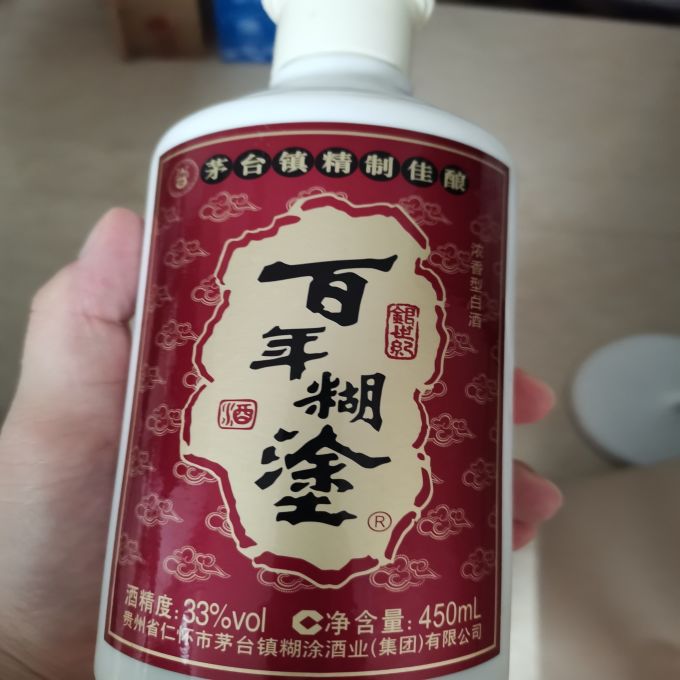 茅台镇精制佳酿
浓香型白酒
百年糊塗
酒
®
酒精度:33%vol 净含量:450mL
贵州省仁怀市茅台镇糊涂酒业(集团)有限公司